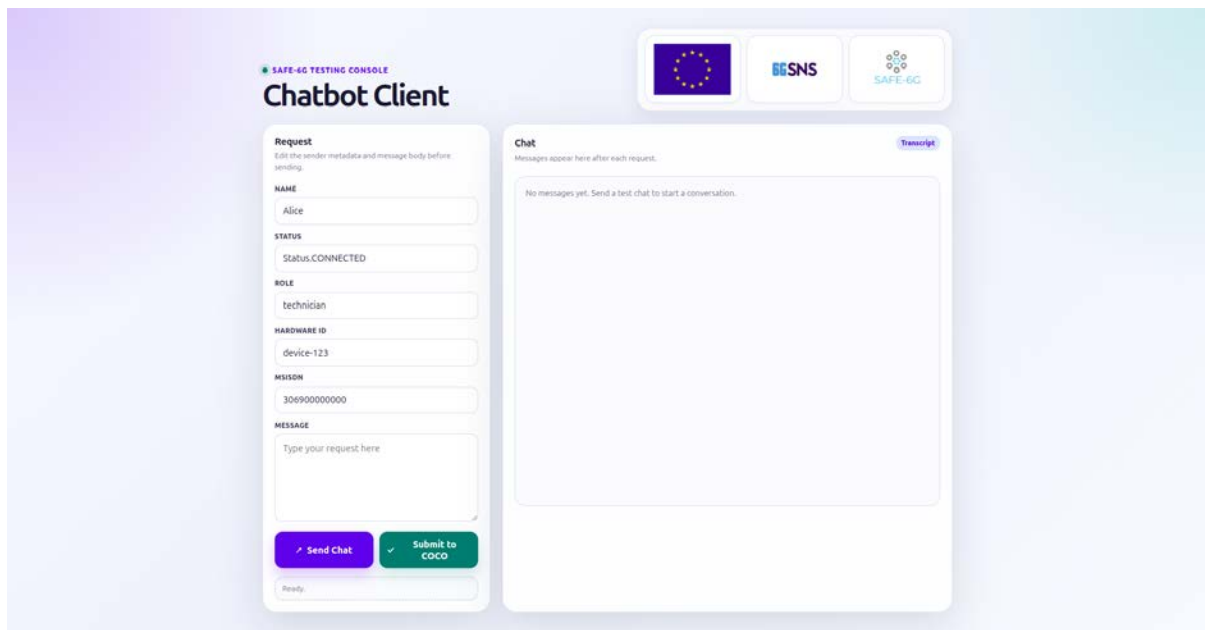 SAFE-6G TESTING CONSOLE
Chatbot Client
6GSNS
SAFE-6G
Request
Edit the sender metadata and message body before
sending.
NAME
Alice
STATUS
Status.CONNECTED
ROLE
technician
HARDWARE ID
device-123
MSISDN
306900000000
MESSAGE
Type your request here
Send Chat
Submit to
COCO
Ready.
Chat
Transcript
Messages appear here after each request.
No messages yet. Send a test chat to start a conversation.